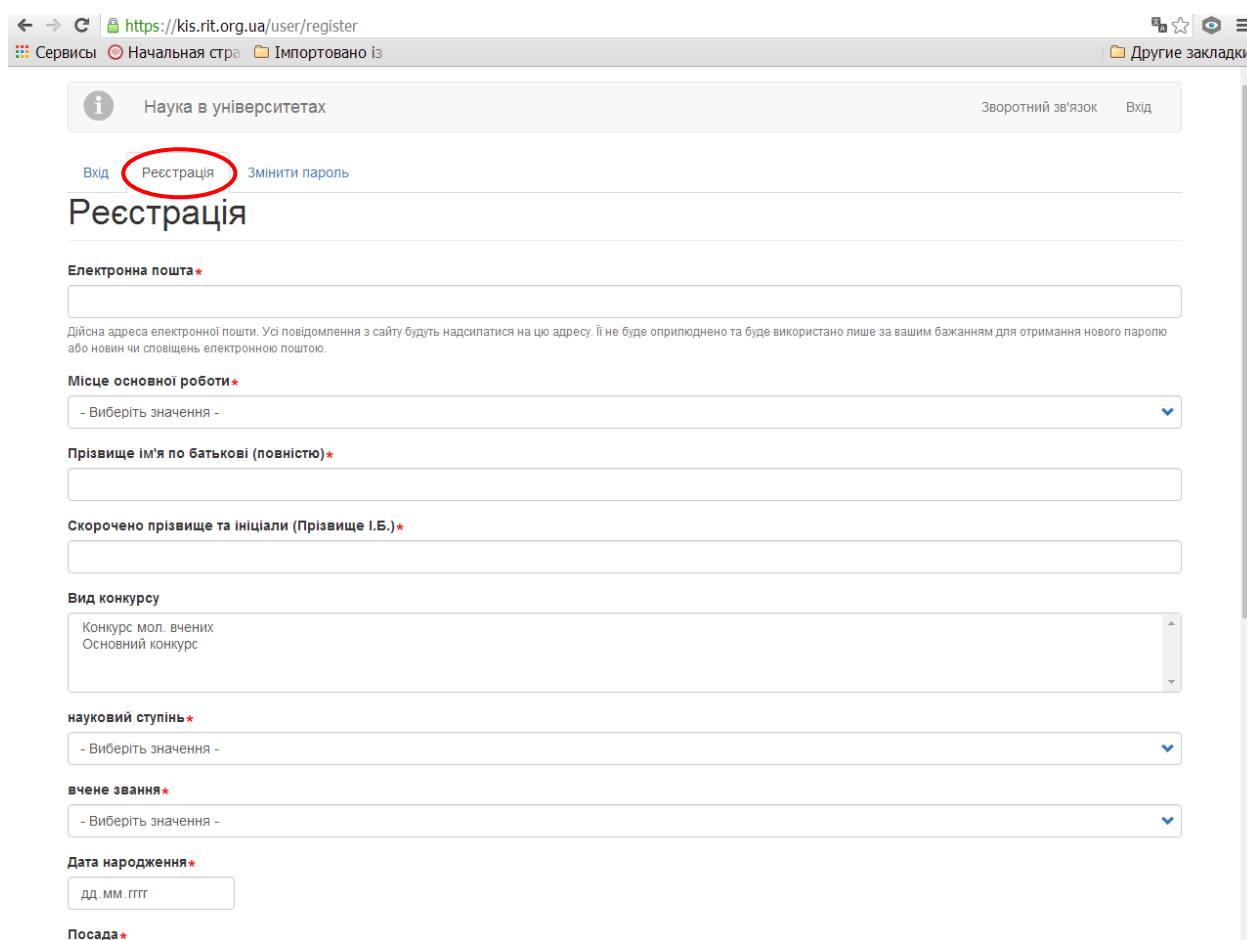 https://kis.rit.org.ua/user/register
Сервисы Начальная стра Імпортовано із Другие закладки
Наука в університетах Зворотний зв'язок Вхід
Вхід Реєстрація Змінити пароль
Реєстрація
Електронна пошта*
Дійсна адреса електронної пошти. Усі повідомлення з сайту будуть надсилатися на цю адресу. Її не буде оприлюднено та буде використано лише за вашим бажанням для отримання нового паролю
або новин чи сповіщень електронною поштою.
Місце основної роботи*
- Виберіть значення -
Прізвище ім'я по батькові (повністю)*
Скорочено прізвище та ініціали (Прізвище І.Б.)*
Вид конкурсу
Конкурс мол. вчених
Основний конкурс
науковий ступінь*
- Виберіть значення -
вчене звання*
- Виберіть значення -
Дата народження*
дд.мм.гггг
Посада*